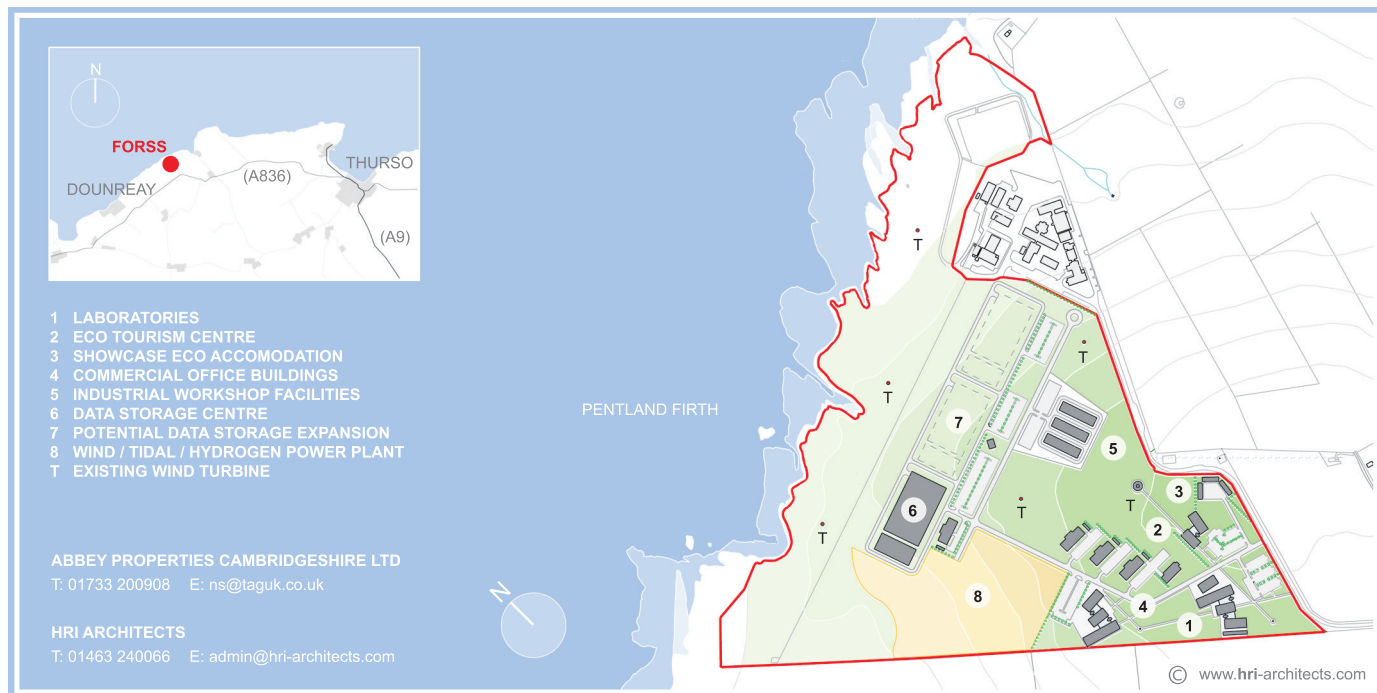 N
FORSS
THURSO
DOUNREAY
(A836)
(A9)
1 LABORATORIES
2 ECO TOURISM CENTRE
3 SHOWCASE ECO ACCOMODATION
4 COMMERCIAL OFFICE BUILDINGS
5 INDUSTRIAL WORKSHOP FACILITIES
6 DATA STORAGE CENTRE
7 POTENTIAL DATA STORAGE EXPANSION
8 WIND / TIDAL / HYDROGEN POWER PLANT
T EXISTING WIND TURBINE
ABBEY PROPERTIES CAMBRIDGESHIRE LTD
T: 01733 200908 E: ns@taguk.co.uk
HRI ARCHITECTS
T: 01463 240066 E: admin@hri-architects.com
N
PENTLAND FIRTH
T
T
T
7
5
3
6
T
T
2
T
8
4
1
© www.hri-architects.com